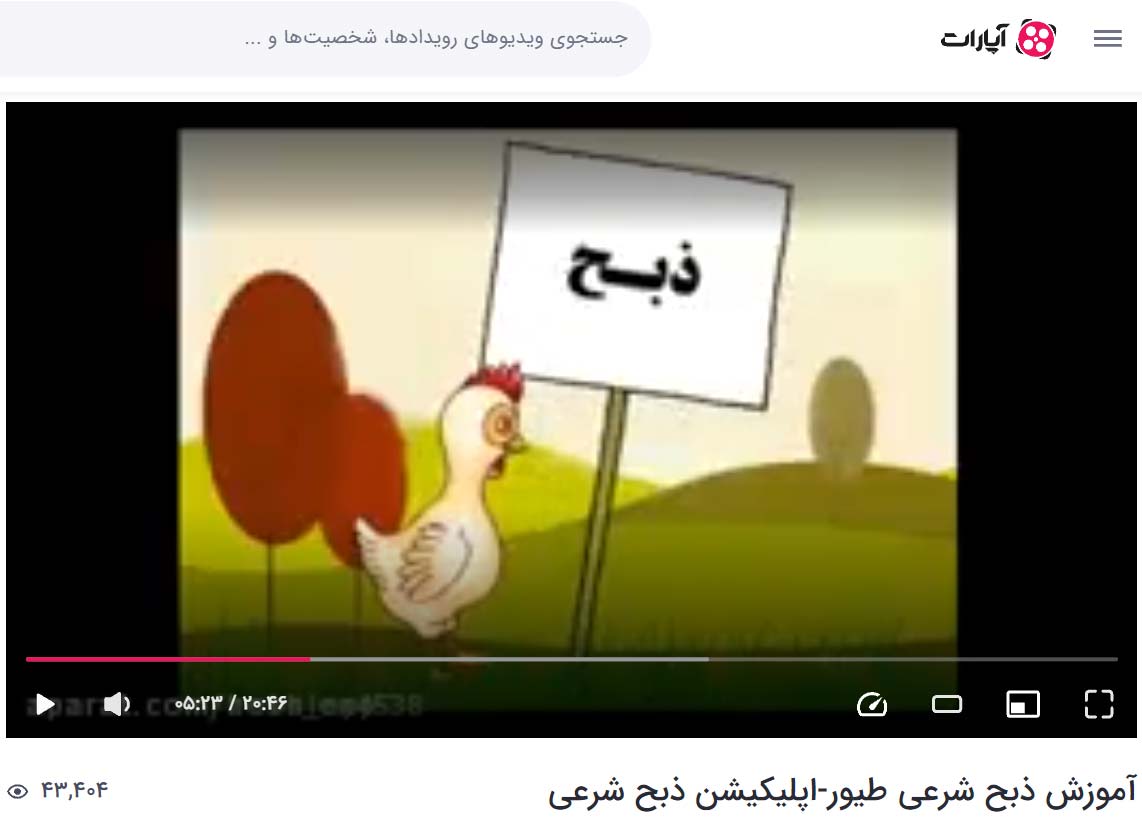 آپارات
جستجوی ویدیوهای رویدادها، شخصیت‌ها و ...
ذبح
۰۵:۲۳ / ۲۰:۴۶
آموزش ذبح شرعی طیور-اپلیکیشن ذبح شرعی
۴۳,۴۰۴